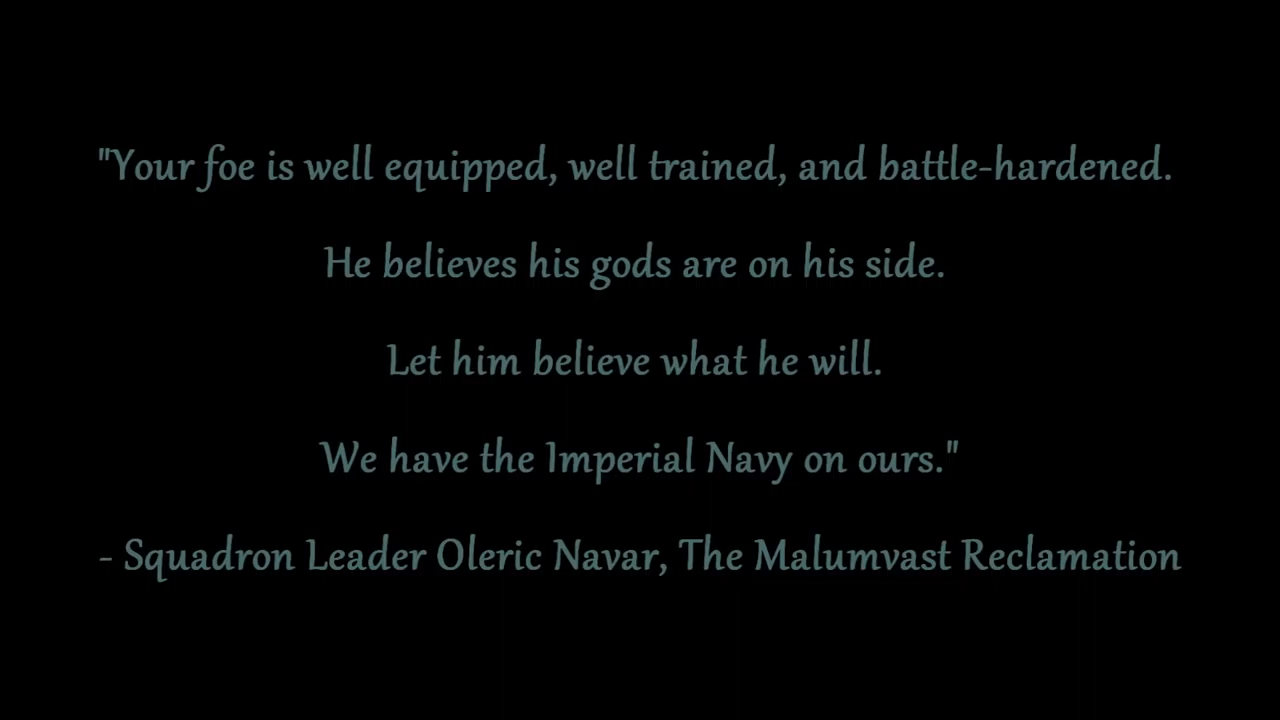 "Your foe is well equipped, well trained, and battle-hardened.
He believes his gods are on his side.
Let him believe what he will.
We have the Imperial Navy on ours."
- Squadron Leader Oleric Navar, The Malumvast Reclamation